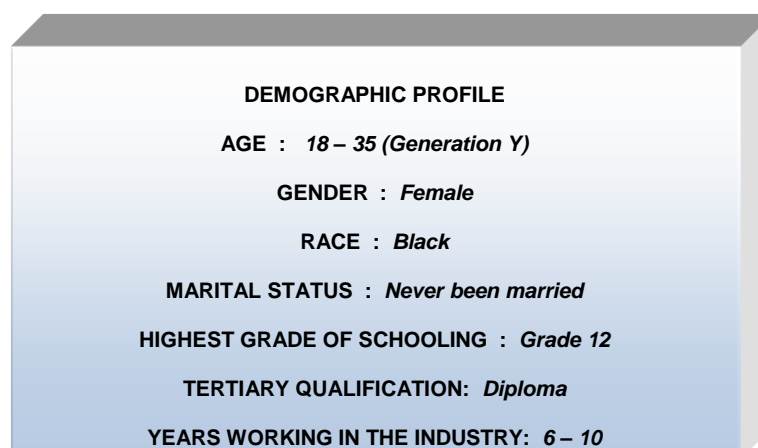 DEMOGRAPHIC PROFILE
AGE : 18 – 35 (Generation Y)
GENDER : Female
RACE : Black
MARITAL STATUS : Never been married
HIGHEST GRADE OF SCHOOLING : Grade 12
TERTIARY QUALIFICATION: Diploma
YEARS WORKING IN THE INDUSTRY: 6 – 10